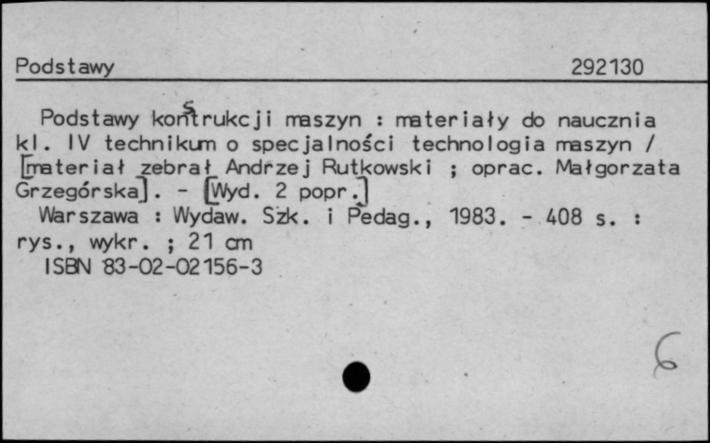 Podstawy 292130
Podstawy konstrukcji maszyn : materiały do naucznia
kl. IV technikum o specjalności technologia maszyn /
[materiał zebrał Andrzej Rutkowski ; oprac. Małgorzata
Grzegórska]. - [Wyd. 2 popr.]
Warszawa : Wydaw. Szk. i Pedag., 1983. - 408 s. :
rys., wykr. ; 21 cm
ISBN 83-02-02156-3
6